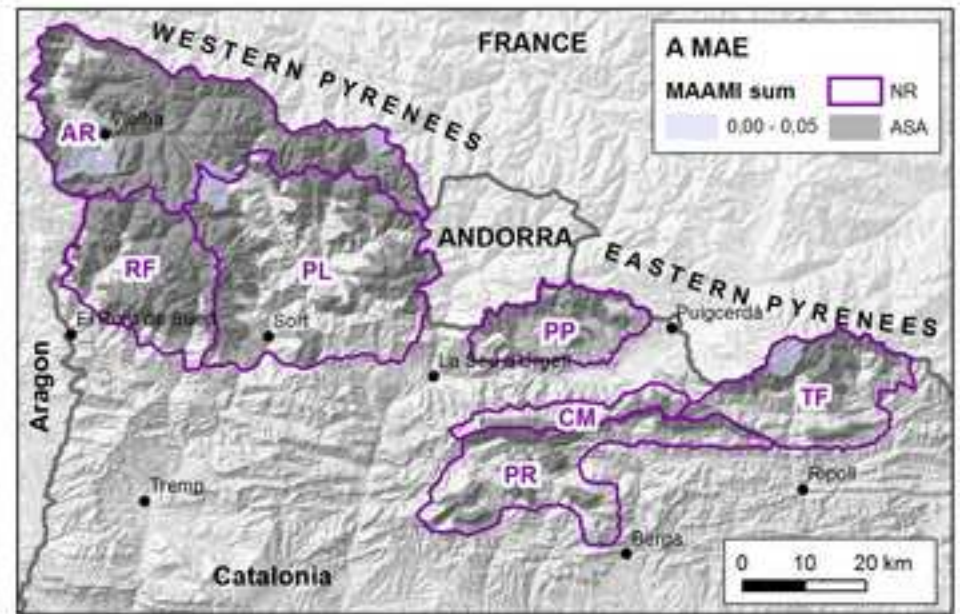 WESTERN PYRENEES
FRANCE
A MAE
MAAMI sum
NR
0,00 - 0,05
ASA
AR
ANDORRA
EASTERN PYRENEES
RF
PL
PP
Puigcerdà
Sort
La Seu d'Urgell
Aragon
TF
CM
PR
Ripoll
Tremp
Berga
Catalonia
0 10 20 km